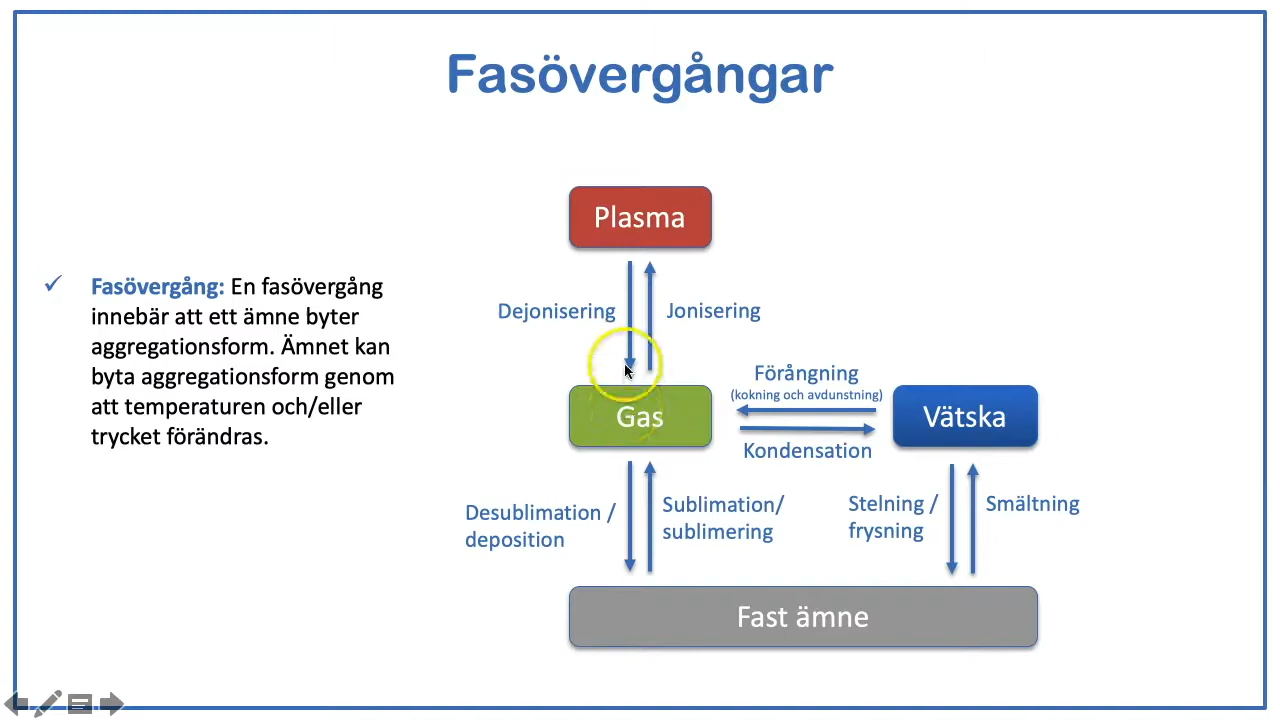 Fasövergångar
Fasövergång: En fasövergång
innebär att ett ämne byter
aggregationsform. Ämnet kan
byta aggregationsform genom
att temperaturen och/eller
trycket förändras.
Plasma
Dejonisering
Jonisering
Gas
Förångning
(kokning och avdunstning)
Kondensation
Vätska
Desublimation /
deposition
Sublimation/
sublimering
Stelning /
frysning
Smältning
Fast ämne